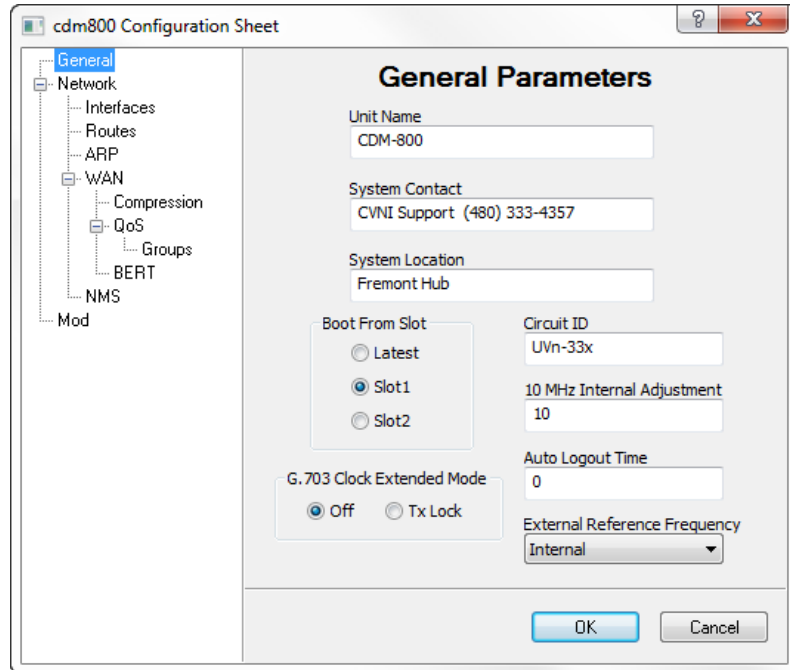 cdm800 Configuration Sheet
General
Network
Interfaces
Routes
ARP
WAN
Compression
QoS
Groups
BERT
NMS
Mod
General Parameters
Unit Name
CDM-800
System Contact
CVNI Support (480) 333-4357
System Location
Fremont Hub
Boot From Slot
Latest
Slot1
Slot2
G.703 Clock Extended Mode
Off Tx Lock
Circuit ID
UVn-33x
10 MHz Internal Adjustment
10
Auto Logout Time
0
External Reference Frequency
Internal
OK Cancel